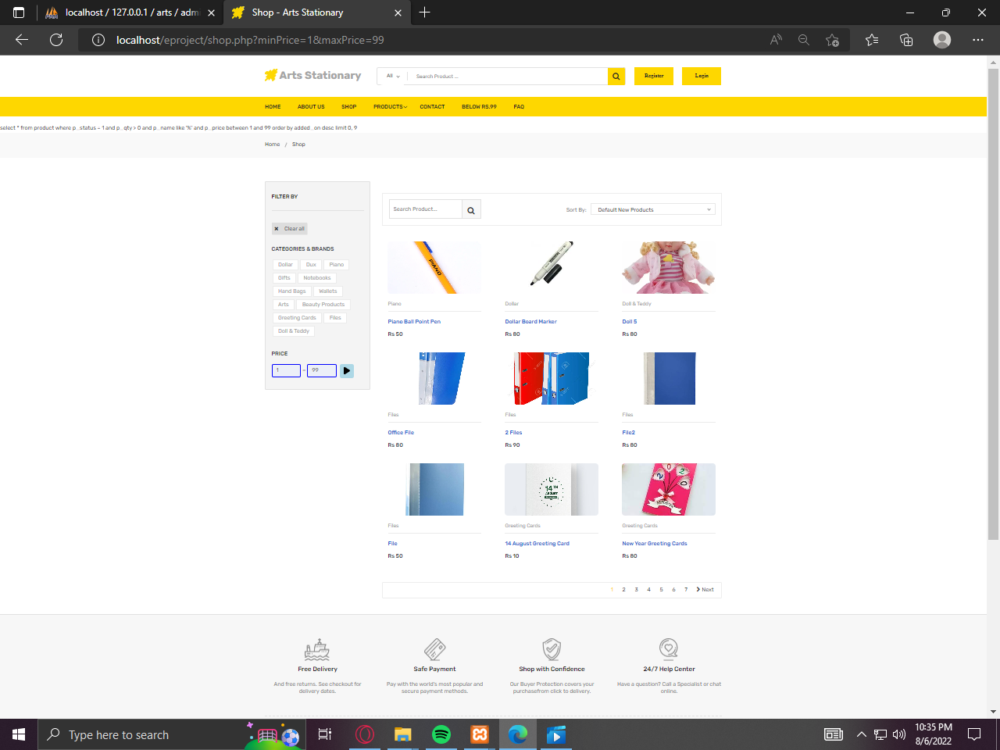 localhost / 127.0.0.1 / arts / adm
Shop - Arts Stationary
localhost/eproject/shop.php?minPrice=1&maxPrice=99
Arts Stationary
All
Search Product ...
Register
Login
HOME ABOUT US SHOP PRODUCTS CONTACT BELOW RS.99 FAQ
select * from product where p_status = 1 and p_qty > 0 and p_name like '%' and p_price between 1 and 99 order by added_on desc limit 0, 9
Home / Shop
FILTER BY
Clear all
CATEGORIES & BRANDS
Dollar Dux Piano
Gifts Notebooks
Hand Bags Wallets
Arts Beauty Products
Greeting Cards Files
Doll & Teddy
PRICE
1 - 99
Search Product...
Sort By: Default New Products
PIANO
Piano Dollar Doll & Teddy
Piano Ball Point Pen Dollar Board Marker Doll 5
Rs 50 Rs 80 Rs 80
Files Files Files
Office File 2 Files File2
Rs 80 Rs 90 Rs 80
14TH
AUGUST
2 0 2 0
Files Greeting Cards Greeting Cards
File 14 August Greeting Card New Year Greeting Cards
Rs 50 Rs 10 Rs 80
1 2 3 4 5 6 7 Next
Free Delivery
And free returns. See checkout for
delivery dates.
Safe Payment
Pay with the world's most popular and
secure payment methods.
Shop with Confidence
Our Buyer Protection covers your
purchasefrom click to delivery.
24/7 Help Center
Have a question? Call a Specialist or chat
online.
Type here to search
10:35 PM
8/6/2022